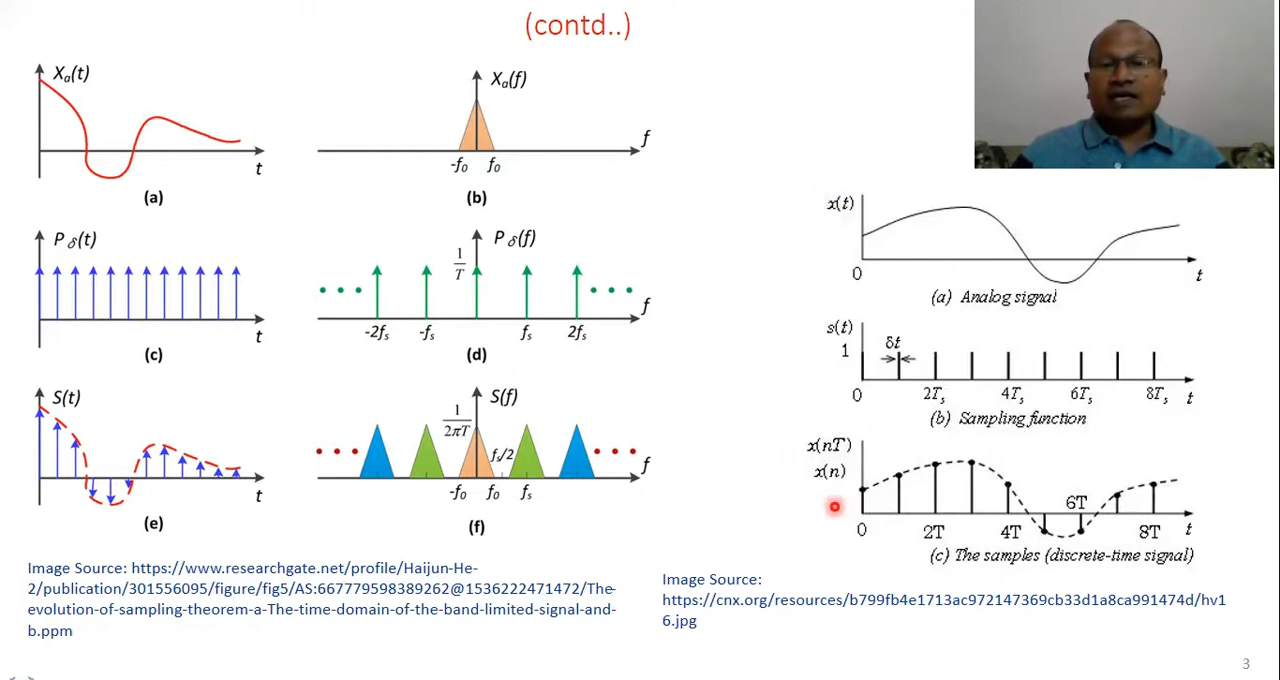 (contd..)
Xa(t)
t
(a)
Xa(f)
f
-f0 f0
(b)
Pδ(t)
t
(c)
Pδ(f)
1/T
f
-2fs -fs fs 2fs
(d)
S(t)
t
(e)
S(f)
1/2πT
fs/2
f
-f0 f0 fs
(f)
Image Source: https://www.researchgate.net/profile/Haijun-He-
2/publication/301556095/figure/fig5/AS:667779598389262@1536222471472/The-
evolution-of-sampling-theorem-a-The-time-domain-of-the-band-limited-signal-and-
b.ppm
x(t)
0 t
(a) Analog signal
s(t)
1
δt
0 2Ts 4Ts 6Ts 8Ts t
(b) Sampling function
x(nT)
x(n)
6T
0 2T 4T 8T t
(c) The samples (discrete-time signal)
Image Source:
https://cnx.org/resources/b799fb4e1713ac972147369cb33d1a8ca991474d/hv1
6.jpg
3